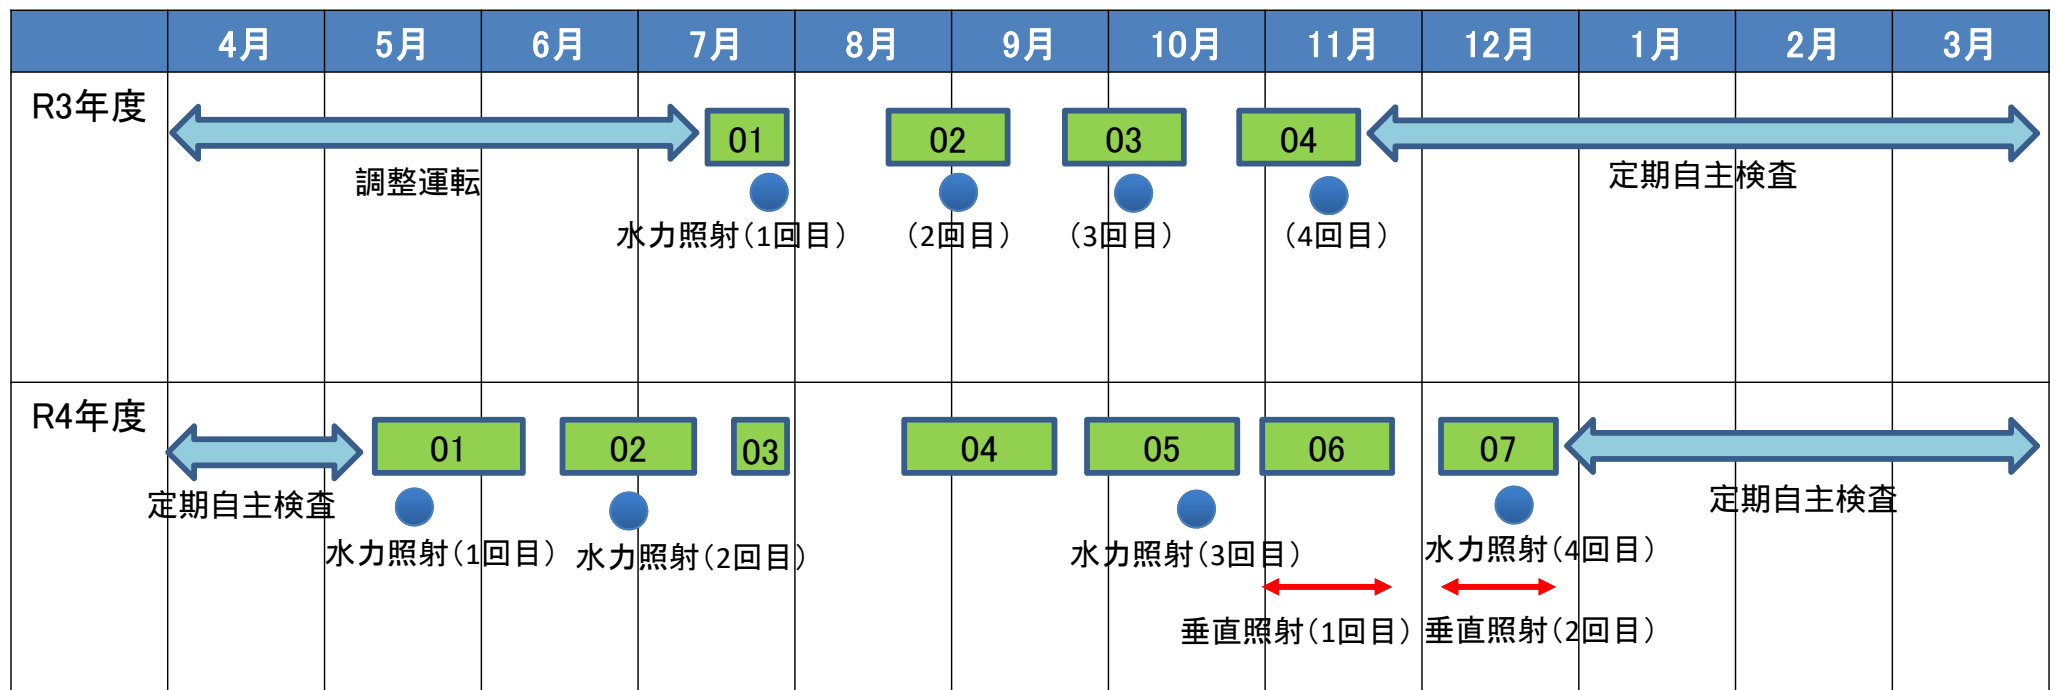 4月 5月 6月 7月 8月 9月 10月 11月 12月 1月 2月 3月
R3年度
01 02 03 04
調整運転
定期自主検査
水力照射（1回目） （2回目） （3回目） （4回目）
R4年度
01 02 03 04 05 06 07
定期自主検査
定期自主検査
水力照射（1回目） 水力照射（2回目） 水力照射（3回目） 水力照射（4回目）
垂直照射（1回目） 垂直照射（2回目）